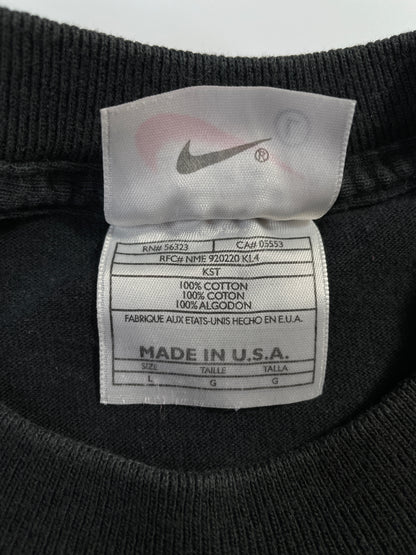 ®
RN# 56323 CA# 05553
RFC# NME 920220 KL4
KST
100% COTTON
100% COTON
100% ALGODON
FABRIQUE AUX ETATS-UNIS HECHO EN E.U.A.
MADE IN U.S.A.
SIZE TAILLE TALLA
L G G